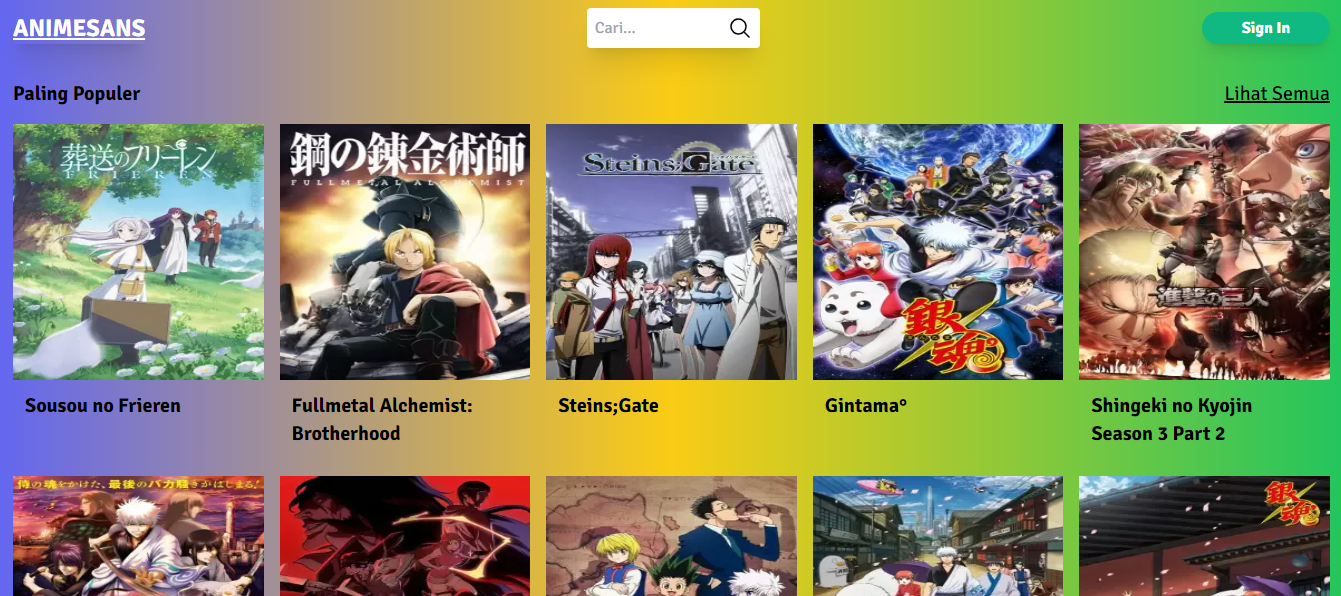 ANIMESANS
Cari...
Sign In
Paling Populer
Lihat Semua
葬送のフリーレン
FRIEREN
鋼の錬金術師
FULLMETAL ALCHEMIST
Steins;Gate
銀魂°
進撃の巨人
Sousou no Frieren
Fullmetal Alchemist:
Brotherhood
Steins;Gate
Gintama°
Shingeki no Kyojin
Season 3 Part 2
侍の魂をかけた、最後のバカ騒ぎがはじまる!
銀魂